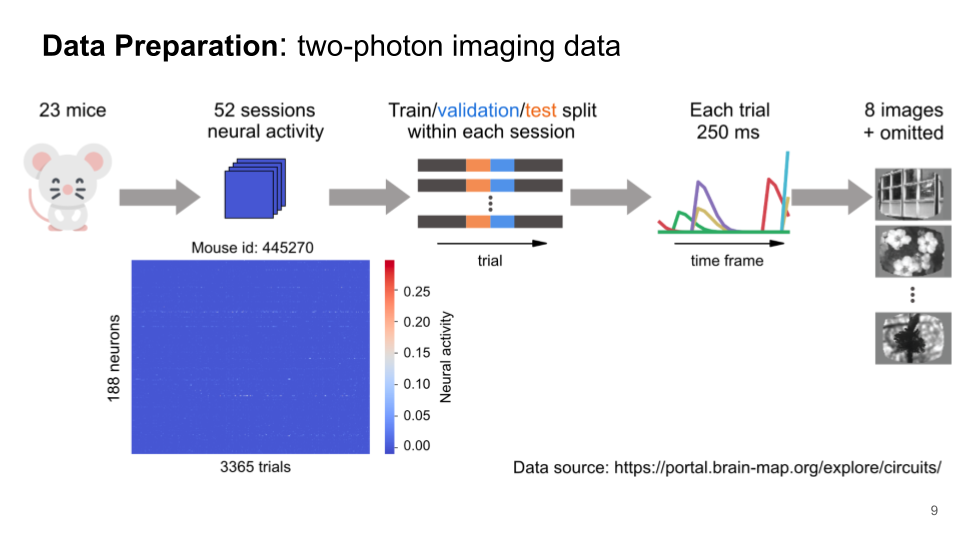 Data Preparation: two-photon imaging data
23 mice
52 sessions
neural activity
Train/validation/test split
within each session
Each trial
250 ms
8 images
+ omitted
trial
time frame
Mouse id: 445270
188 neurons
3365 trials
0.25
0.20
0.15
0.10
0.05
0.00
Neural activity
Data source: https://portal.brain-map.org/explore/circuits/
9